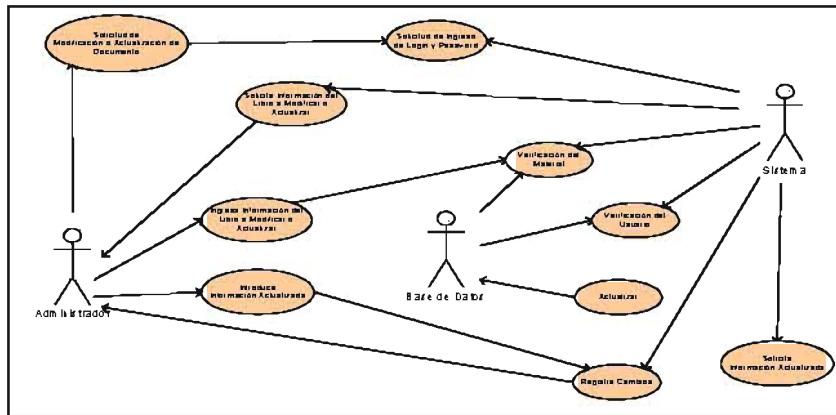 Solicitud de
Modificación o Actualización de
Documento
Solicitud de Ingreso
de Login y Password
Solicita Información del
Libro a Modificar o
Actualizar
Verificación del
Material
Sistema
Ingresa Información del
Libro a Modificar o
Actualizar
Verificación del
Usuario
Administrador
Introduce
Información Actualizada
Base de Datos
Actualizar
Registra Cambios
Solicita
Información Actualizada